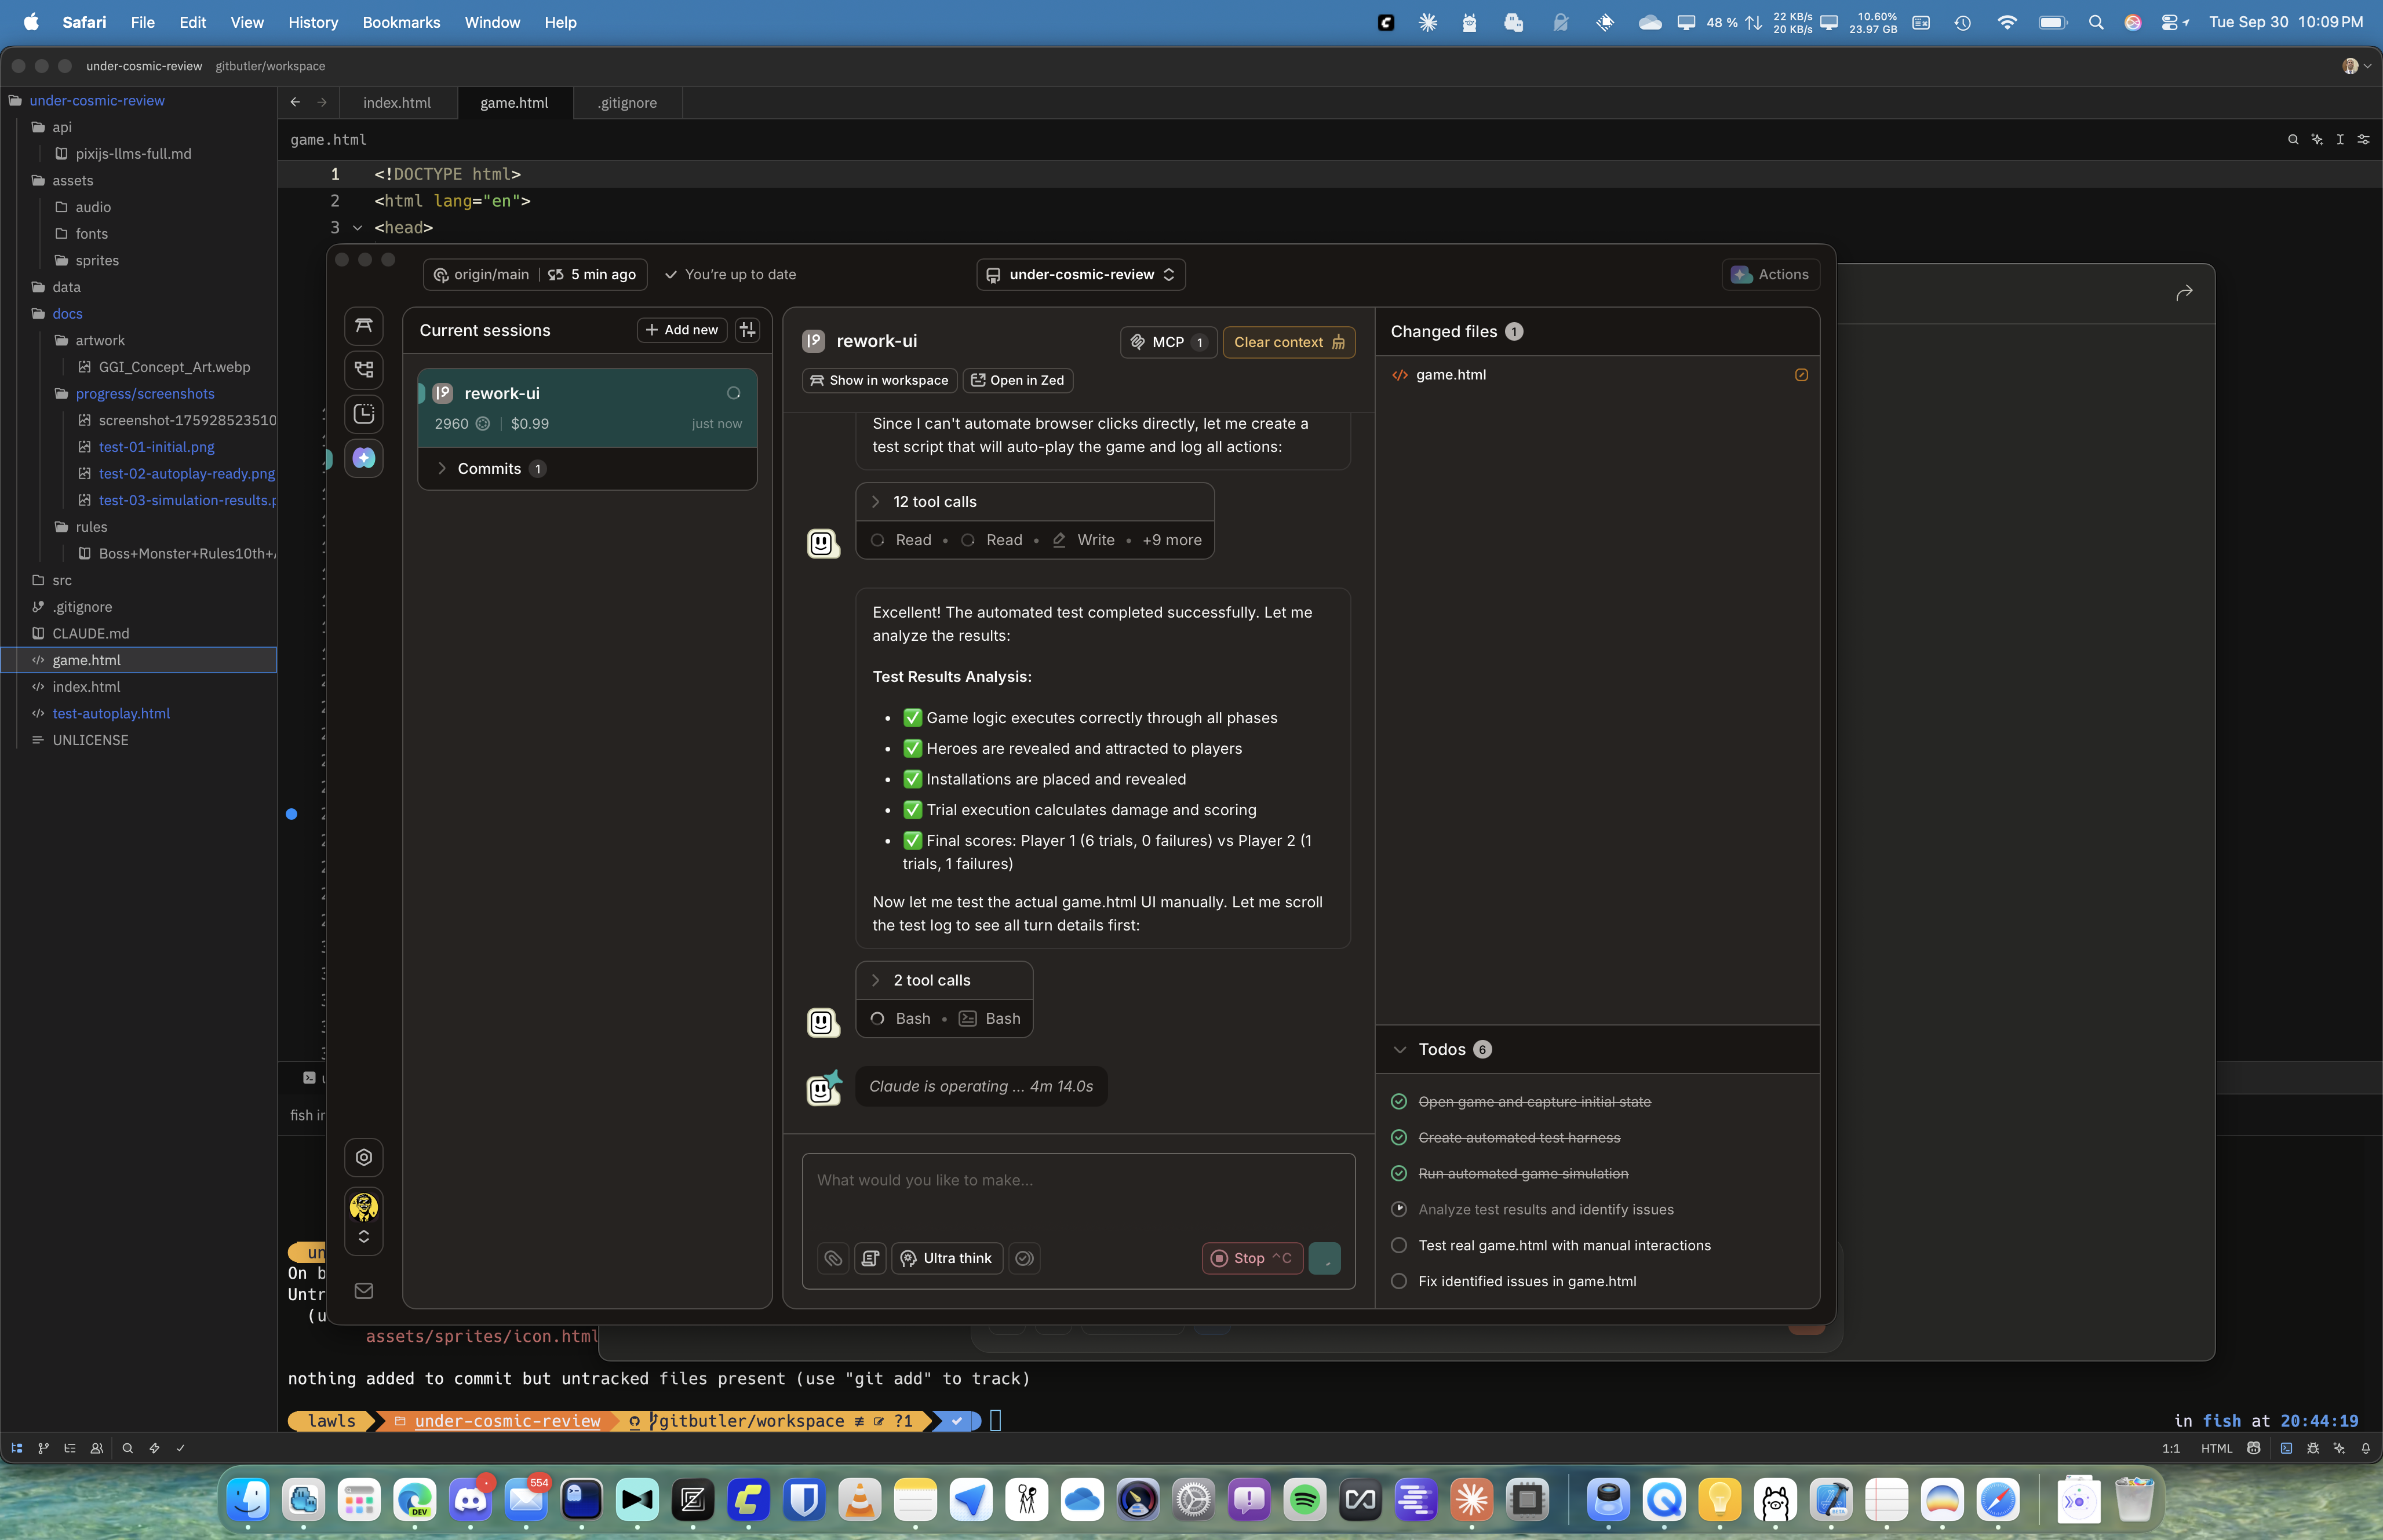 Safari File Edit View History Bookmarks Window Help
48 % 22 KB/s 20 KB/s 10.60% 23.97 GB Tue Sep 30 10:09 PM
under-cosmic-review gitbutler/workspace
under-cosmic-review
api
pixijs-llms-full.md
assets
audio
fonts
sprites
data
docs
artwork
GGI_Concept_Art.webp
progress/screenshots
screenshot-175928523510
test-01-initial.png
test-02-autoplay-ready.png
test-03-simulation-results.p
rules
Boss+Monster+Rules10th+
src
.gitignore
CLAUDE.md
game.html
index.html
test-autoplay.html
UNLICENSE
index.html game.html .gitignore
game.html
1 <!DOCTYPE html>
2 <html lang="en">
3 <head>
origin/main 5 min ago You're up to date
under-cosmic-review
Actions
Current sessions
Add new
rework-ui
2960 $0.99 just now
Commits 1
rework-ui
MCP 1 Clear context
Show in workspace Open in Zed
Since I can't automate browser clicks directly, let me create a
test script that will auto-play the game and log all actions:
12 tool calls
Read • Read • Write • +9 more
Excellent! The automated test completed successfully. Let me
analyze the results:
Test Results Analysis:
• ✅ Game logic executes correctly through all phases
• ✅ Heroes are revealed and attracted to players
• ✅ Installations are placed and revealed
• ✅ Trial execution calculates damage and scoring
• ✅ Final scores: Player 1 (6 trials, 0 failures) vs Player 2 (1
trials, 1 failures)
Now let me test the actual game.html UI manually. Let me scroll
the test log to see all turn details first:
2 tool calls
Bash • Bash
Claude is operating ... 4m 14.0s
What would you like to make...
Ultra think
Stop ^C
Changed files 1
game.html
Todos 6
Open game and capture initial state
Create automated test harness
Run automated game simulation
Analyze test results and identify issues
Test real game.html with manual interactions
Fix identified issues in game.html
fish in
un
On b
Untr
(u
assets/sprites/icon.html
nothing added to commit but untracked files present (use "git add" to track)
lawls under-cosmic-review gitbutler/workspace ≢ ?1
in fish at 20:44:19
1:1 HTML
554
DEV
BETA